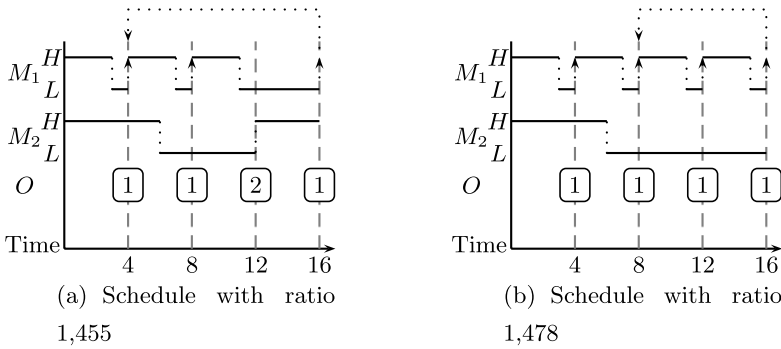 H
M1
L
H
M2
L
O 1 1 2 1
Time
4 8 12 16
(a) Schedule with ratio
1,455
H
M1
L
H
M2
L
O 1 1 1 1
Time
4 8 12 16
(b) Schedule with ratio
1,478